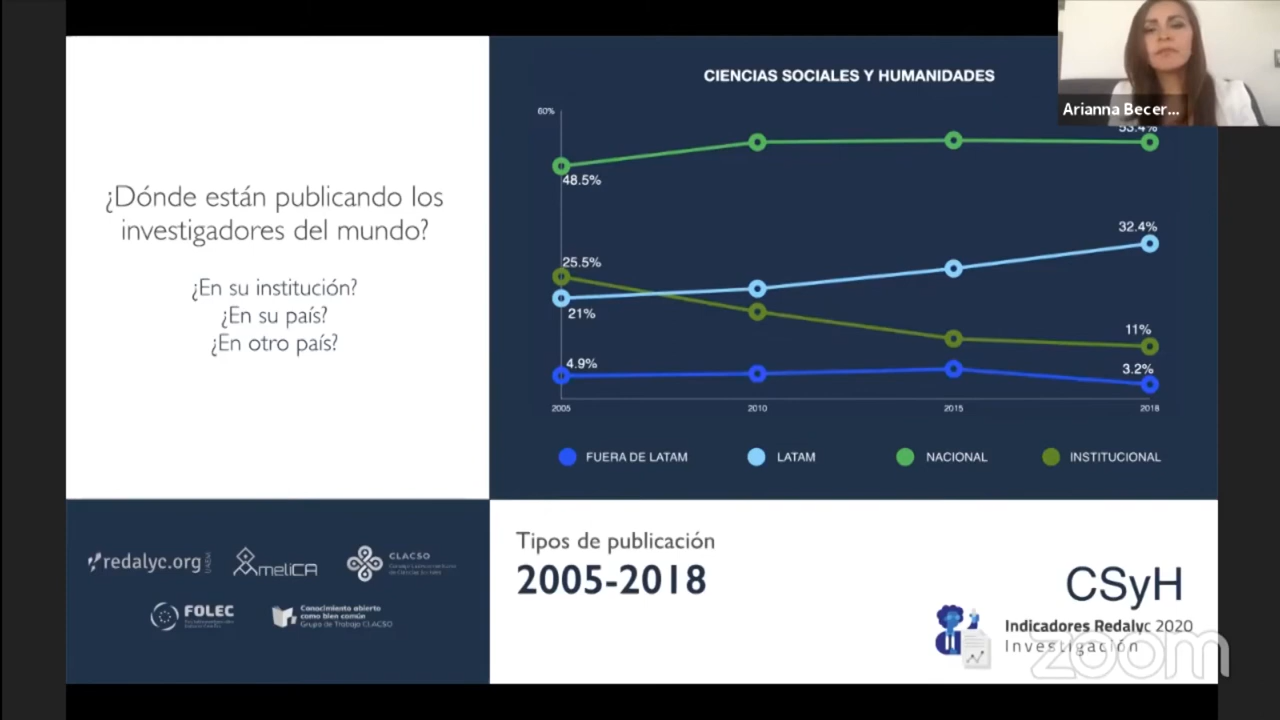 ¿Dónde están publicando los
investigadores del mundo?
¿En su institución?
¿En su país?
¿En otro país?
CIENCIAS SOCIALES Y HUMANIDADES
60%
48.5%
25.5%
21%
4.9%
53.4%
32.4%
11%
3.2%
2005
2010
2015
2018
FUERA DE LATAM
LATAM
NACIONAL
INSTITUCIONAL
Arianna Becer...
redalyc.org
AmeliCA
CLACSO
FOLEC
Conocimiento abierto
como bien común
Grupo de Trabajo CLACSO
Tipos de publicación
2005-2018
CSyH
Indicadores Redalyc 2020
Investigación
zoom